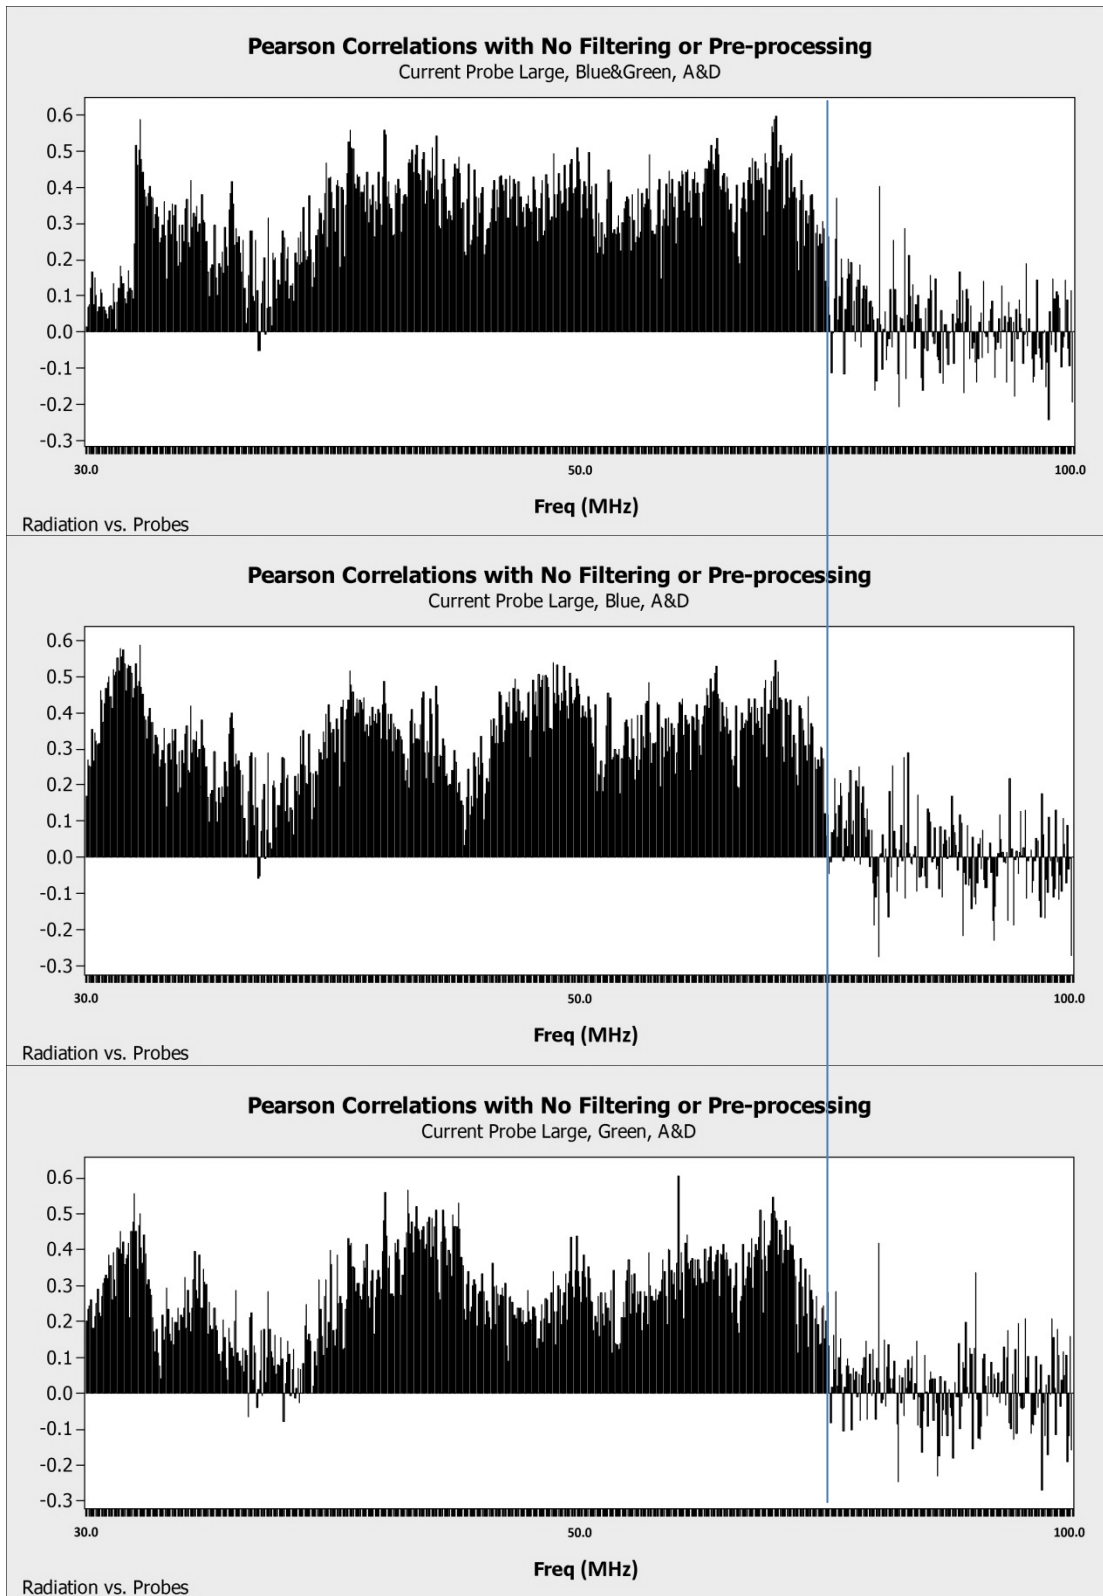 Pearson Correlations with No Filtering or Pre-processing
Current Probe Large, Blue&Green, A&D
0.6
0.5
0.4
0.3
0.2
0.1
0.0
-0.1
-0.2
-0.3
30.0 50.0 100.0
Freq (MHz)
Radiation vs. Probes
Pearson Correlations with No Filtering or Pre-processing
Current Probe Large, Blue, A&D
0.6
0.5
0.4
0.3
0.2
0.1
0.0
-0.1
-0.2
-0.3
30.0 50.0 100.0
Freq (MHz)
Radiation vs. Probes
Pearson Correlations with No Filtering or Pre-processing
Current Probe Large, Green, A&D
0.6
0.5
0.4
0.3
0.2
0.1
0.0
-0.1
-0.2
-0.3
30.0 50.0 100.0
Freq (MHz)
Radiation vs. Probes